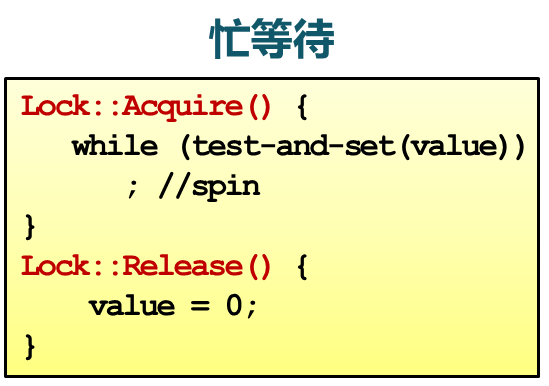 忙等待
Lock::Acquire() {
while (test-and-set(value))
; //spin
}
Lock::Release() {
value = 0;
}